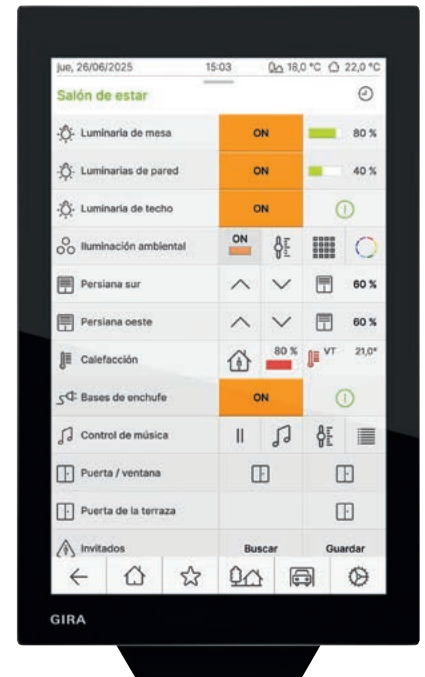 jue, 26/06/2025 15:03 18,0 °C 22,0 °C
Salón de estar
Luminaria de mesa ON 80 %
Luminarias de pared ON 40 %
Luminaria de techo ON
Iluminación ambiental ON
Persiana sur 60 %
Persiana oeste 60 %
Calefacción 80 % VT 21,0°
Bases de enchufe ON
Control de música
Puerta / ventana
Puerta de la terraza
Invitados Buscar Guardar
GIRA